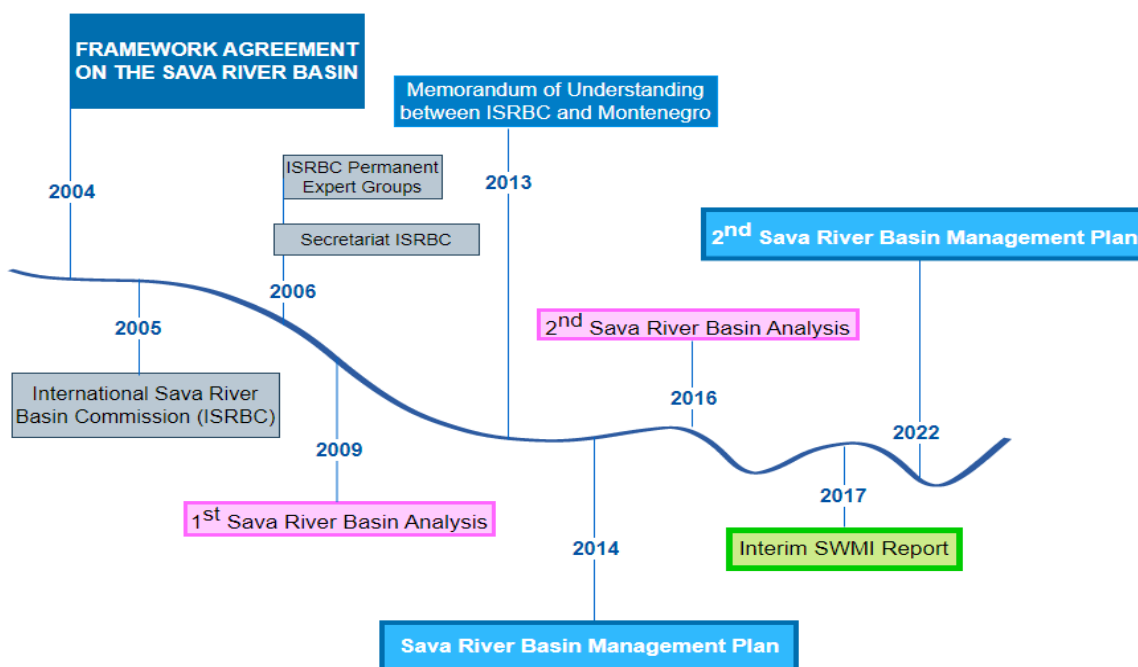 FRAMEWORK AGREEMENT
ON THE SAVA RIVER BASIN
2004
2005
International Sava River
Basin Commission (ISRBC)
ISRBC Permanent
Expert Groups
Secretariat ISRBC
2006
2009
1st Sava River Basin Analysis
Memorandum of Understanding
between ISRBC and Montenegro
2013
2014
Sava River Basin Management Plan
2nd Sava River Basin Analysis
2016
2017
Interim SWMI Report
2nd Sava River Basin Management Plan
2022